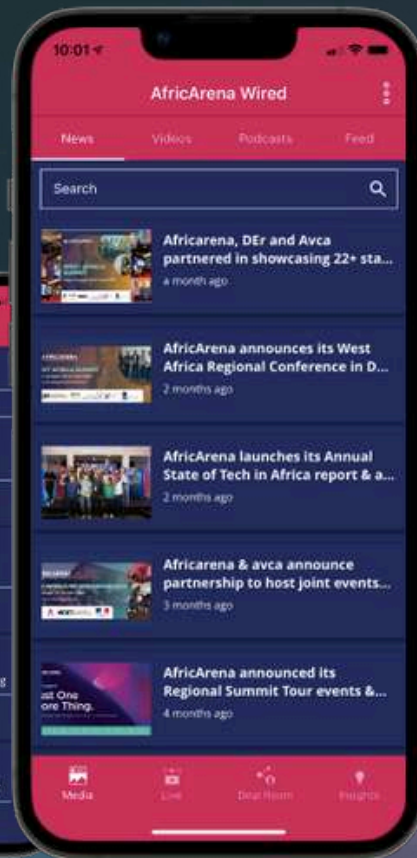 10:01
AfricArena Wired
News Videos Podcasts Feed
Search
Africarena, DEr and Avca
partnered in showcasing 22+ sta...
a month ago
AfricArena announces its West
Africa Regional Conference in D...
2 months ago
AfricArena launches its Annual
State of Tech in Africa report & a...
2 months ago
Africarena & avca announce
partnership to host joint events...
3 months ago
AfricArena announced its
Regional Summit Tour events &...
4 months ago
Media Live Deal Room Insights